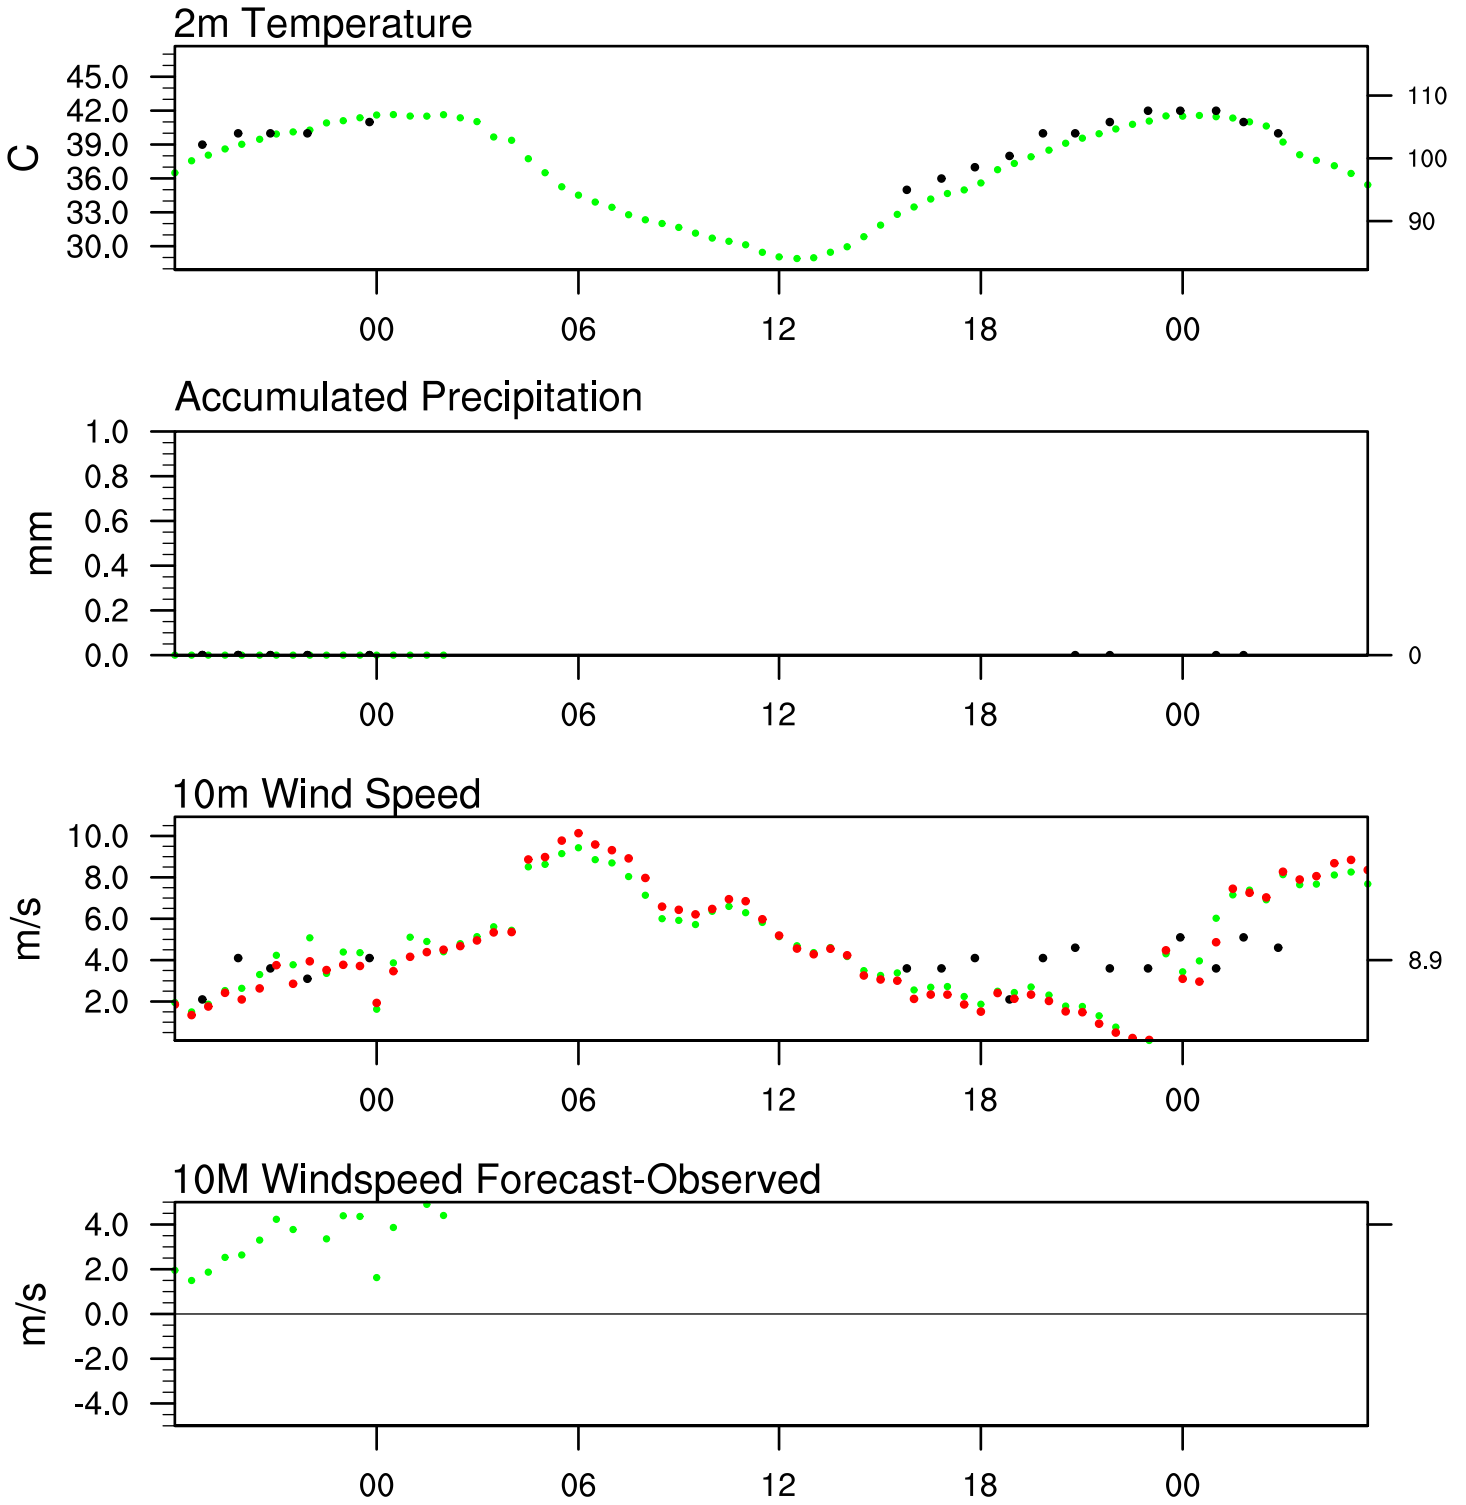 2m Temperature
45.0
42.0
39.0
36.0
33.0
30.0
C
110
100
90
00 06 12 18 00
Accumulated Precipitation
1.0
0.8
0.6
0.4
0.2
0.0
mm
0
00 06 12 18 00
10m Wind Speed
10.0
8.0
6.0
4.0
2.0
m/s
8.9
00 06 12 18 00
10M Windspeed Forecast-Observed
4.0
2.0
0.0
-2.0
-4.0
m/s
00 06 12 18 00